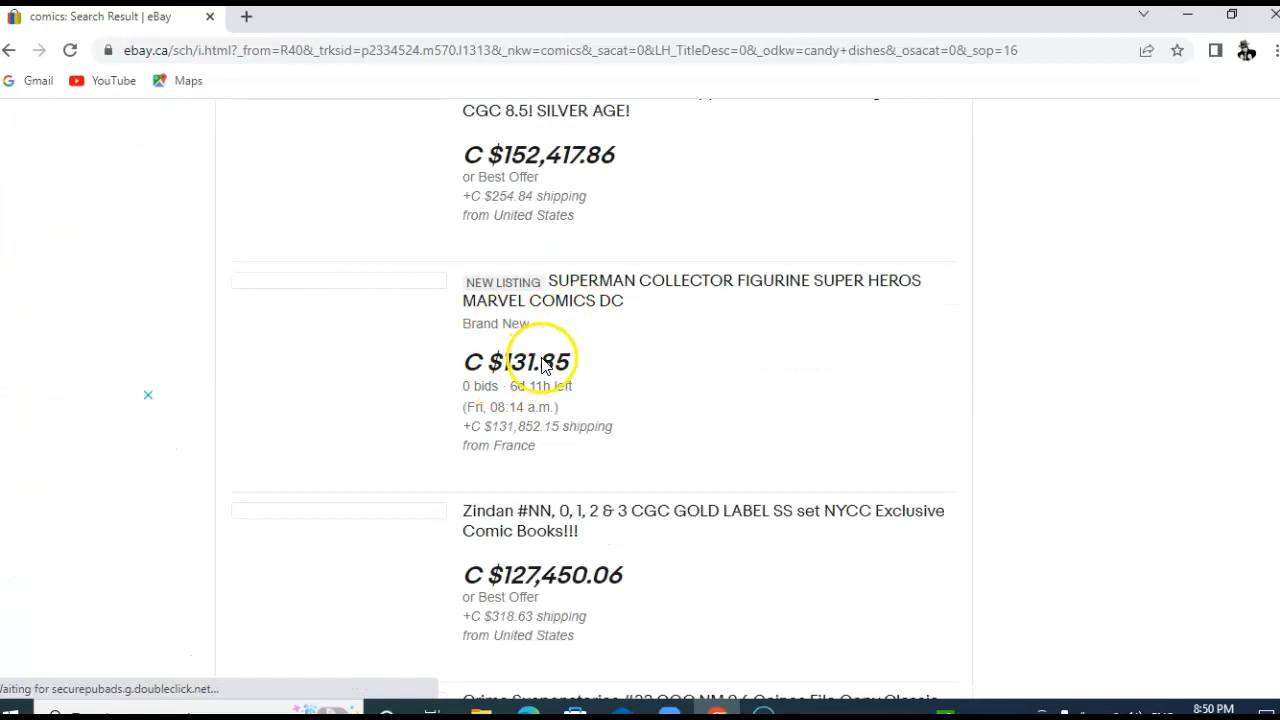 comics: Search Result | eBay
ebay.ca/sch/i.html?_from=R40&_trksid=p2334524.m570.l1313&_nkw=comics&_sacat=0&LH_TitleDesc=0&_odkw=candy+dishes&_osacat=0&_sop=16
Gmail YouTube Maps
CGC 8.5! SILVER AGE!
C $152,417.86
or Best Offer
+C $254.84 shipping
from United States
NEW LISTING SUPERMAN COLLECTOR FIGURINE SUPER HEROS
MARVEL COMICS DC
Brand New
C $131.85
0 bids · 6d 11h left
(Fri, 08:14 a.m.)
+C $131,852.15 shipping
from France
Zindan #NN, 0, 1, 2 & 3 CGC GOLD LABEL SS set NYCC Exclusive
Comic Books!!!
C $127,450.06
or Best Offer
+C $318.63 shipping
from United States
Waiting for securepubads.g.doubleclick.net...
8:50 PM